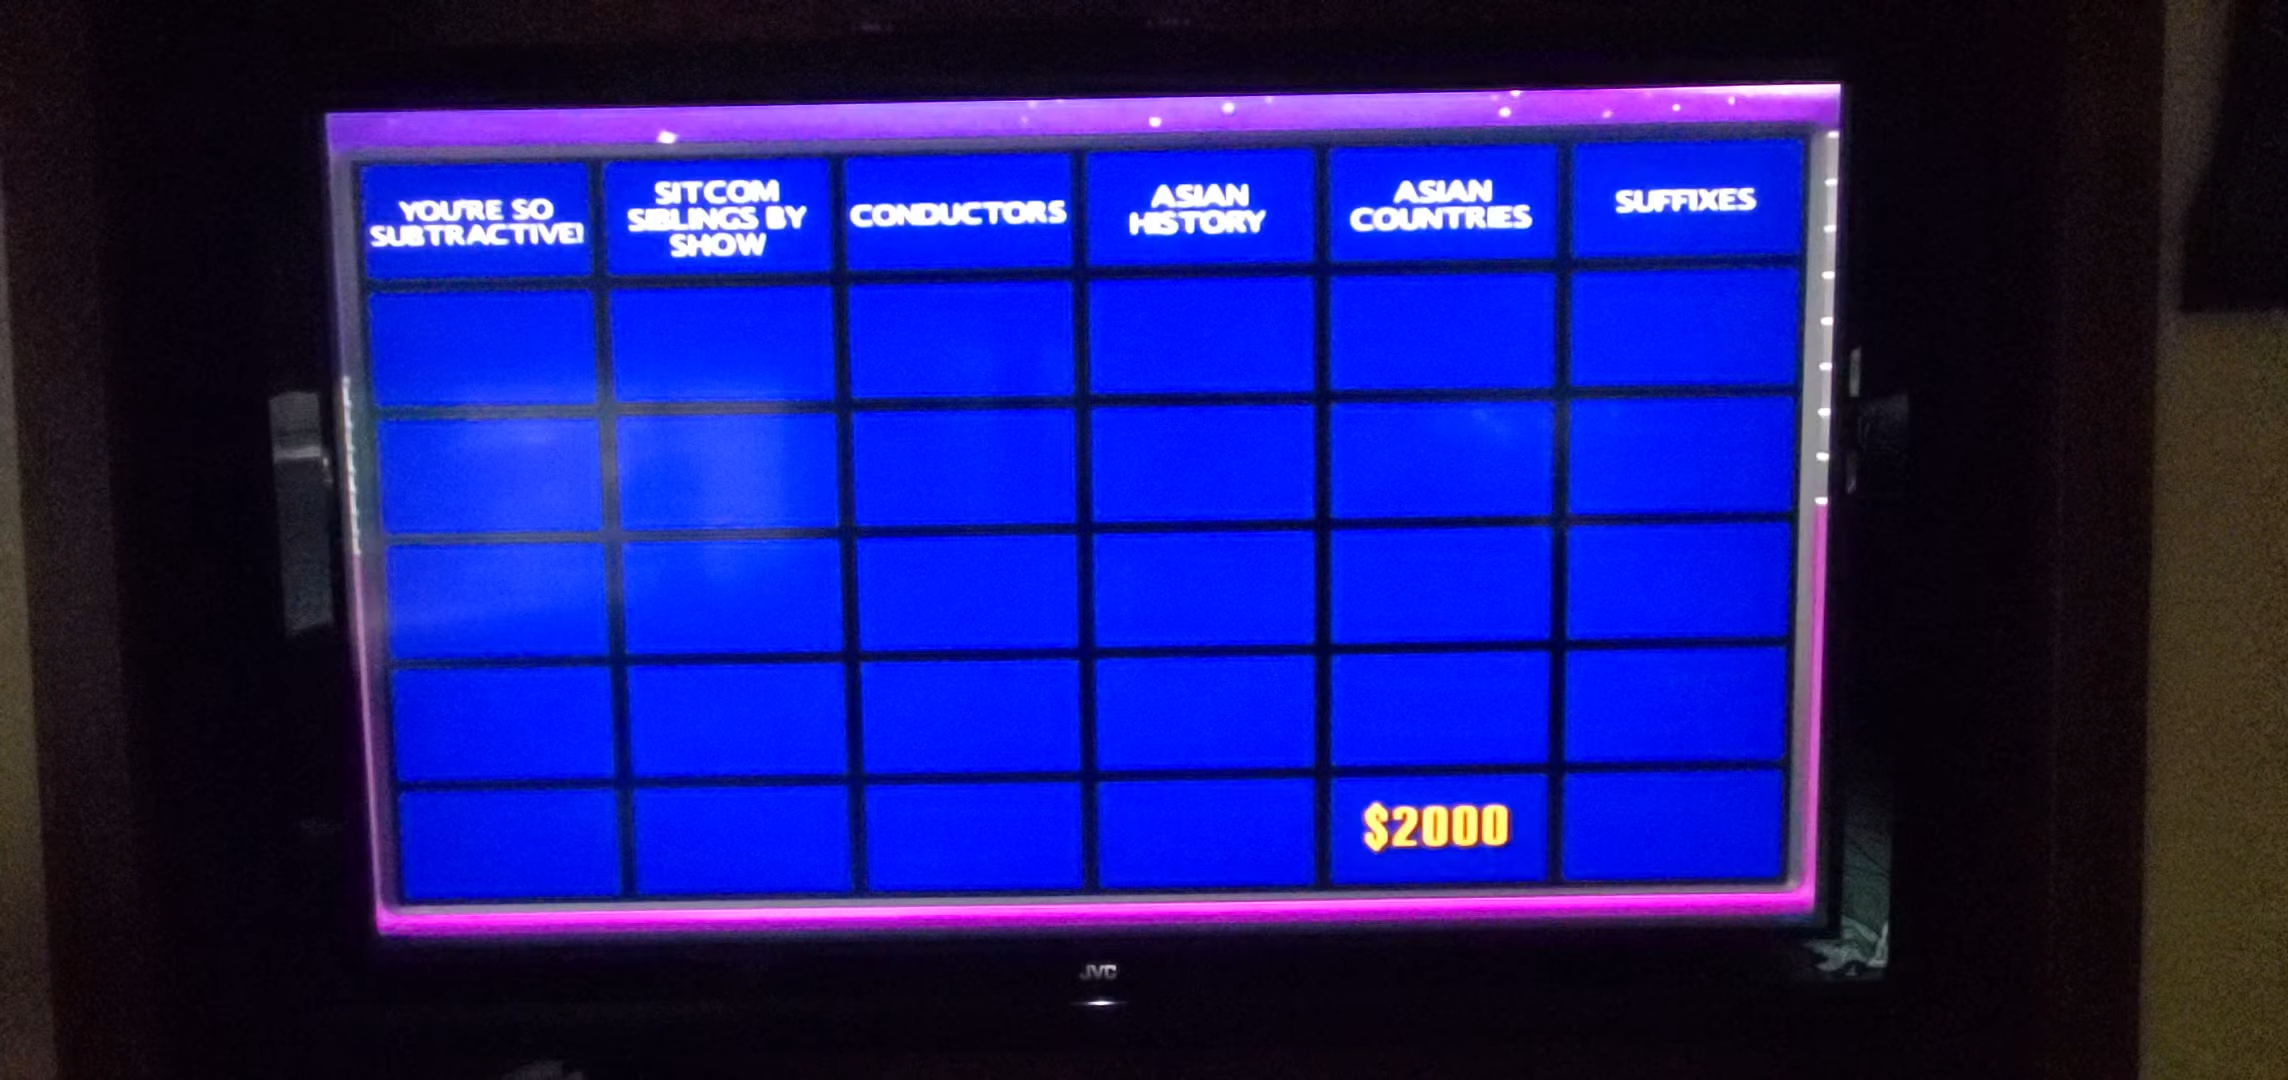 YOU'RE SO
SUBTRACTIVE!
SITCOM
SIBLINGS BY
SHOW
CONDUCTORS
ASIAN
HISTORY
ASIAN
COUNTRIES
SUFFIXES
$2000
JVC